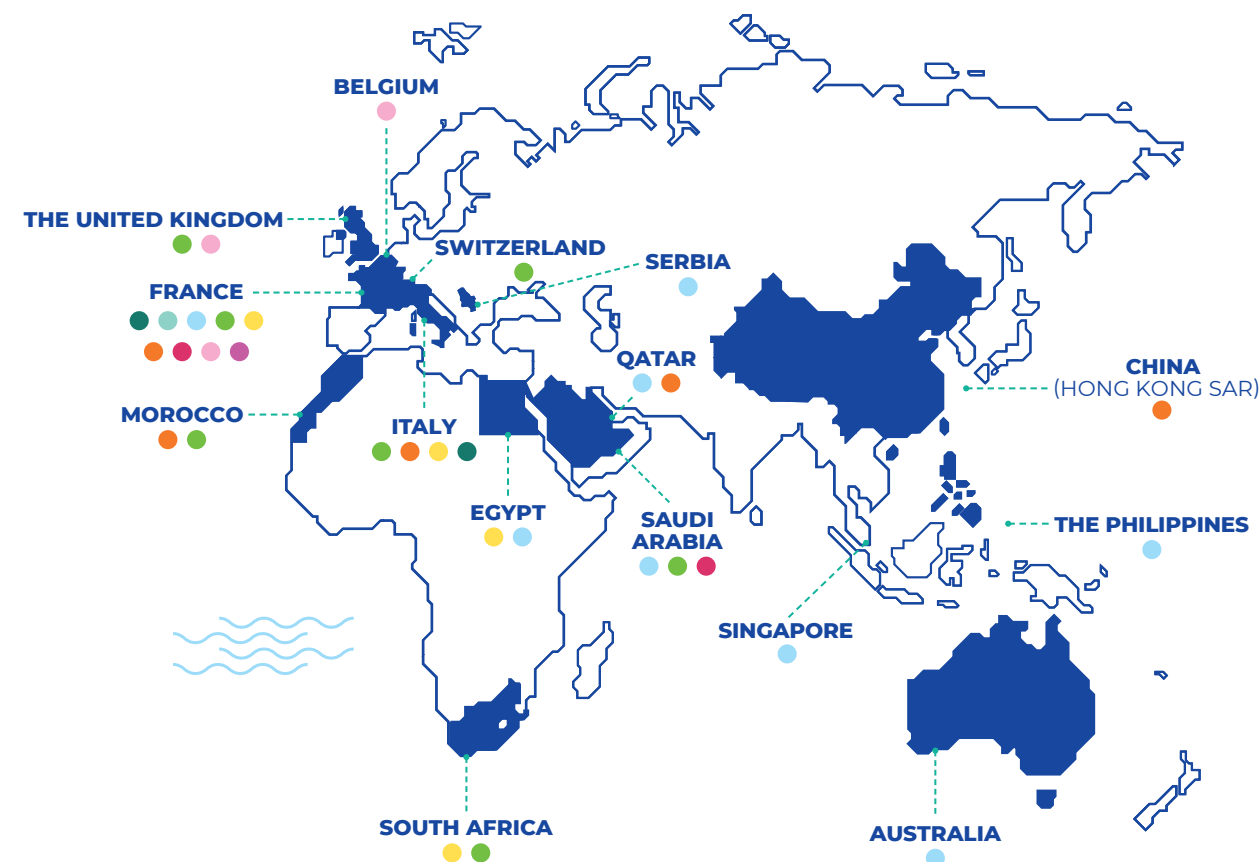 BELGIUM
THE UNITED KINGDOM
SWITZERLAND
SERBIA
FRANCE
QATAR
CHINA
(HONG KONG SAR)
MOROCCO
ITALY
EGYPT
SAUDI
ARABIA
THE PHILIPPINES
SINGAPORE
SOUTH AFRICA
AUSTRALIA